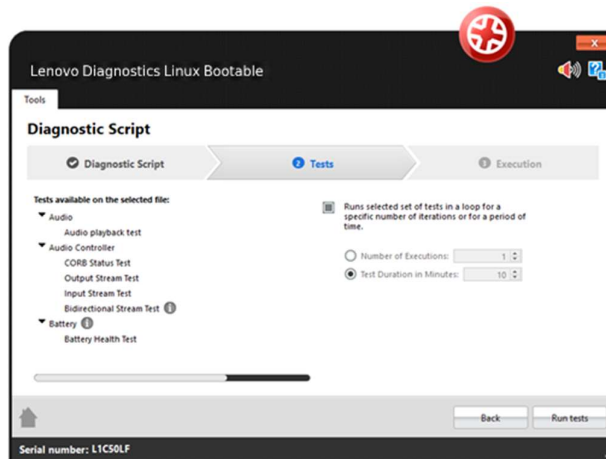 x
Lenovo Diagnostics Linux Bootable
Tools
Diagnostic Script
Diagnostic Script
2 Tests
3 Execution
Tests available on the selected file:
Audio
Audio playback test
Audio Controller
CORB Status Test
Output Stream Test
Input Stream Test
Bidirectional Stream Test
Battery
Battery Health Test
Runs selected set of tests in a loop for a
specific number of iterations or for a period of
time.
Number of Executions: 1
Test Duration in Minutes: 10
Back
Run tests
Serial number: L1C50LF